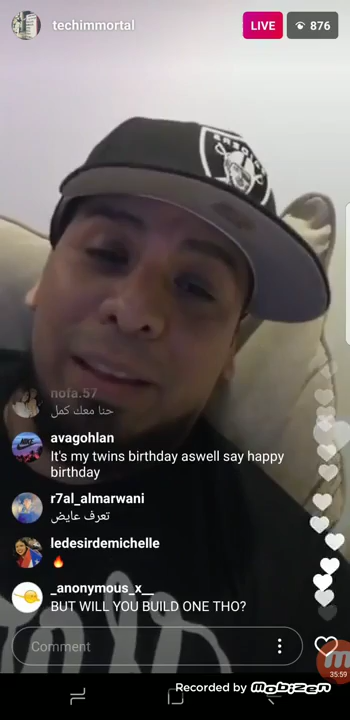 techimmortal
LIVE
876
RAIDERS
nofa.57
حنا معك كمل
avagohlan
It's my twins birthday aswell say happy
birthday
r7al_almarwani
تعرف عايض
ledesirdemichelle
_anonymous_x__
BUT WILL YOU BUILD ONE THO?
Comment
35:59
Recorded by Mobizen